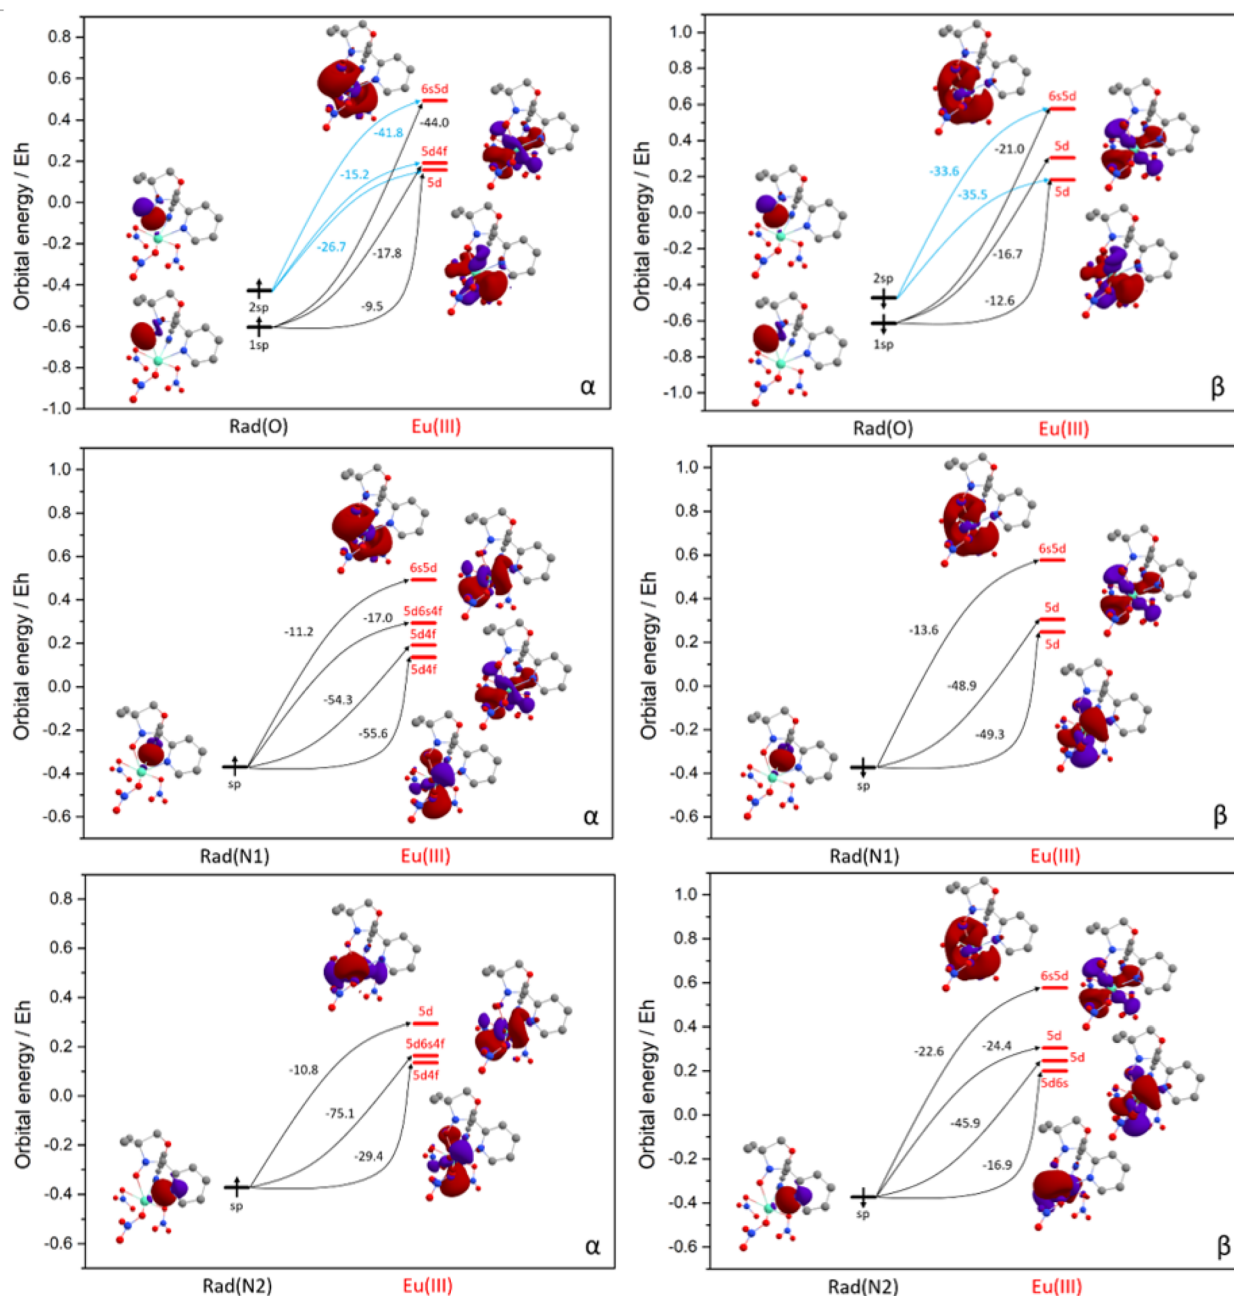 Orbital energy / Eh
0.8
0.6
0.4
0.2
0.0
-0.2
-0.4
-0.6
-0.8
-1.0
6s5d
5d4f
5d
-41.8
-44.0
-15.2
-26.7
-17.8
-9.5
2sp
1sp
α
Rad(O)
Eu(III)
Orbital energy / Eh
1.0
0.8
0.6
0.4
0.2
0.0
-0.2
-0.4
-0.6
-0.8
-1.0
6s5d
5d
5d
-21.0
-33.6
-35.5
-16.7
-12.6
2sp
1sp
β
Rad(O)
Eu(III)
Orbital energy / Eh
1.0
0.8
0.6
0.4
0.2
0.0
-0.2
-0.4
-0.6
6s5d
5d6s4f
5d4f
5d4f
-17.0
-11.2
-54.3
-55.6
sp
α
Rad(N1)
Eu(III)
Orbital energy / Eh
1.0
0.8
0.6
0.4
0.2
0.0
-0.2
-0.4
-0.6
6s5d
5d
5d
-13.6
-48.9
-49.3
sp
β
Rad(N1)
Eu(III)
Orbital energy / Eh
0.8
0.6
0.4
0.2
0.0
-0.2
-0.4
-0.6
5d
5d6s4f
5d4f
-10.8
-75.1
-29.4
sp
α
Rad(N2)
Eu(III)
Orbital energy / Eh
1.0
0.8
0.6
0.4
0.2
0.0
-0.2
-0.4
-0.6
6s5d
5d
5d
5d6s
-22.6
-24.4
-45.9
-16.9
sp
β
Rad(N2)
Eu(III)